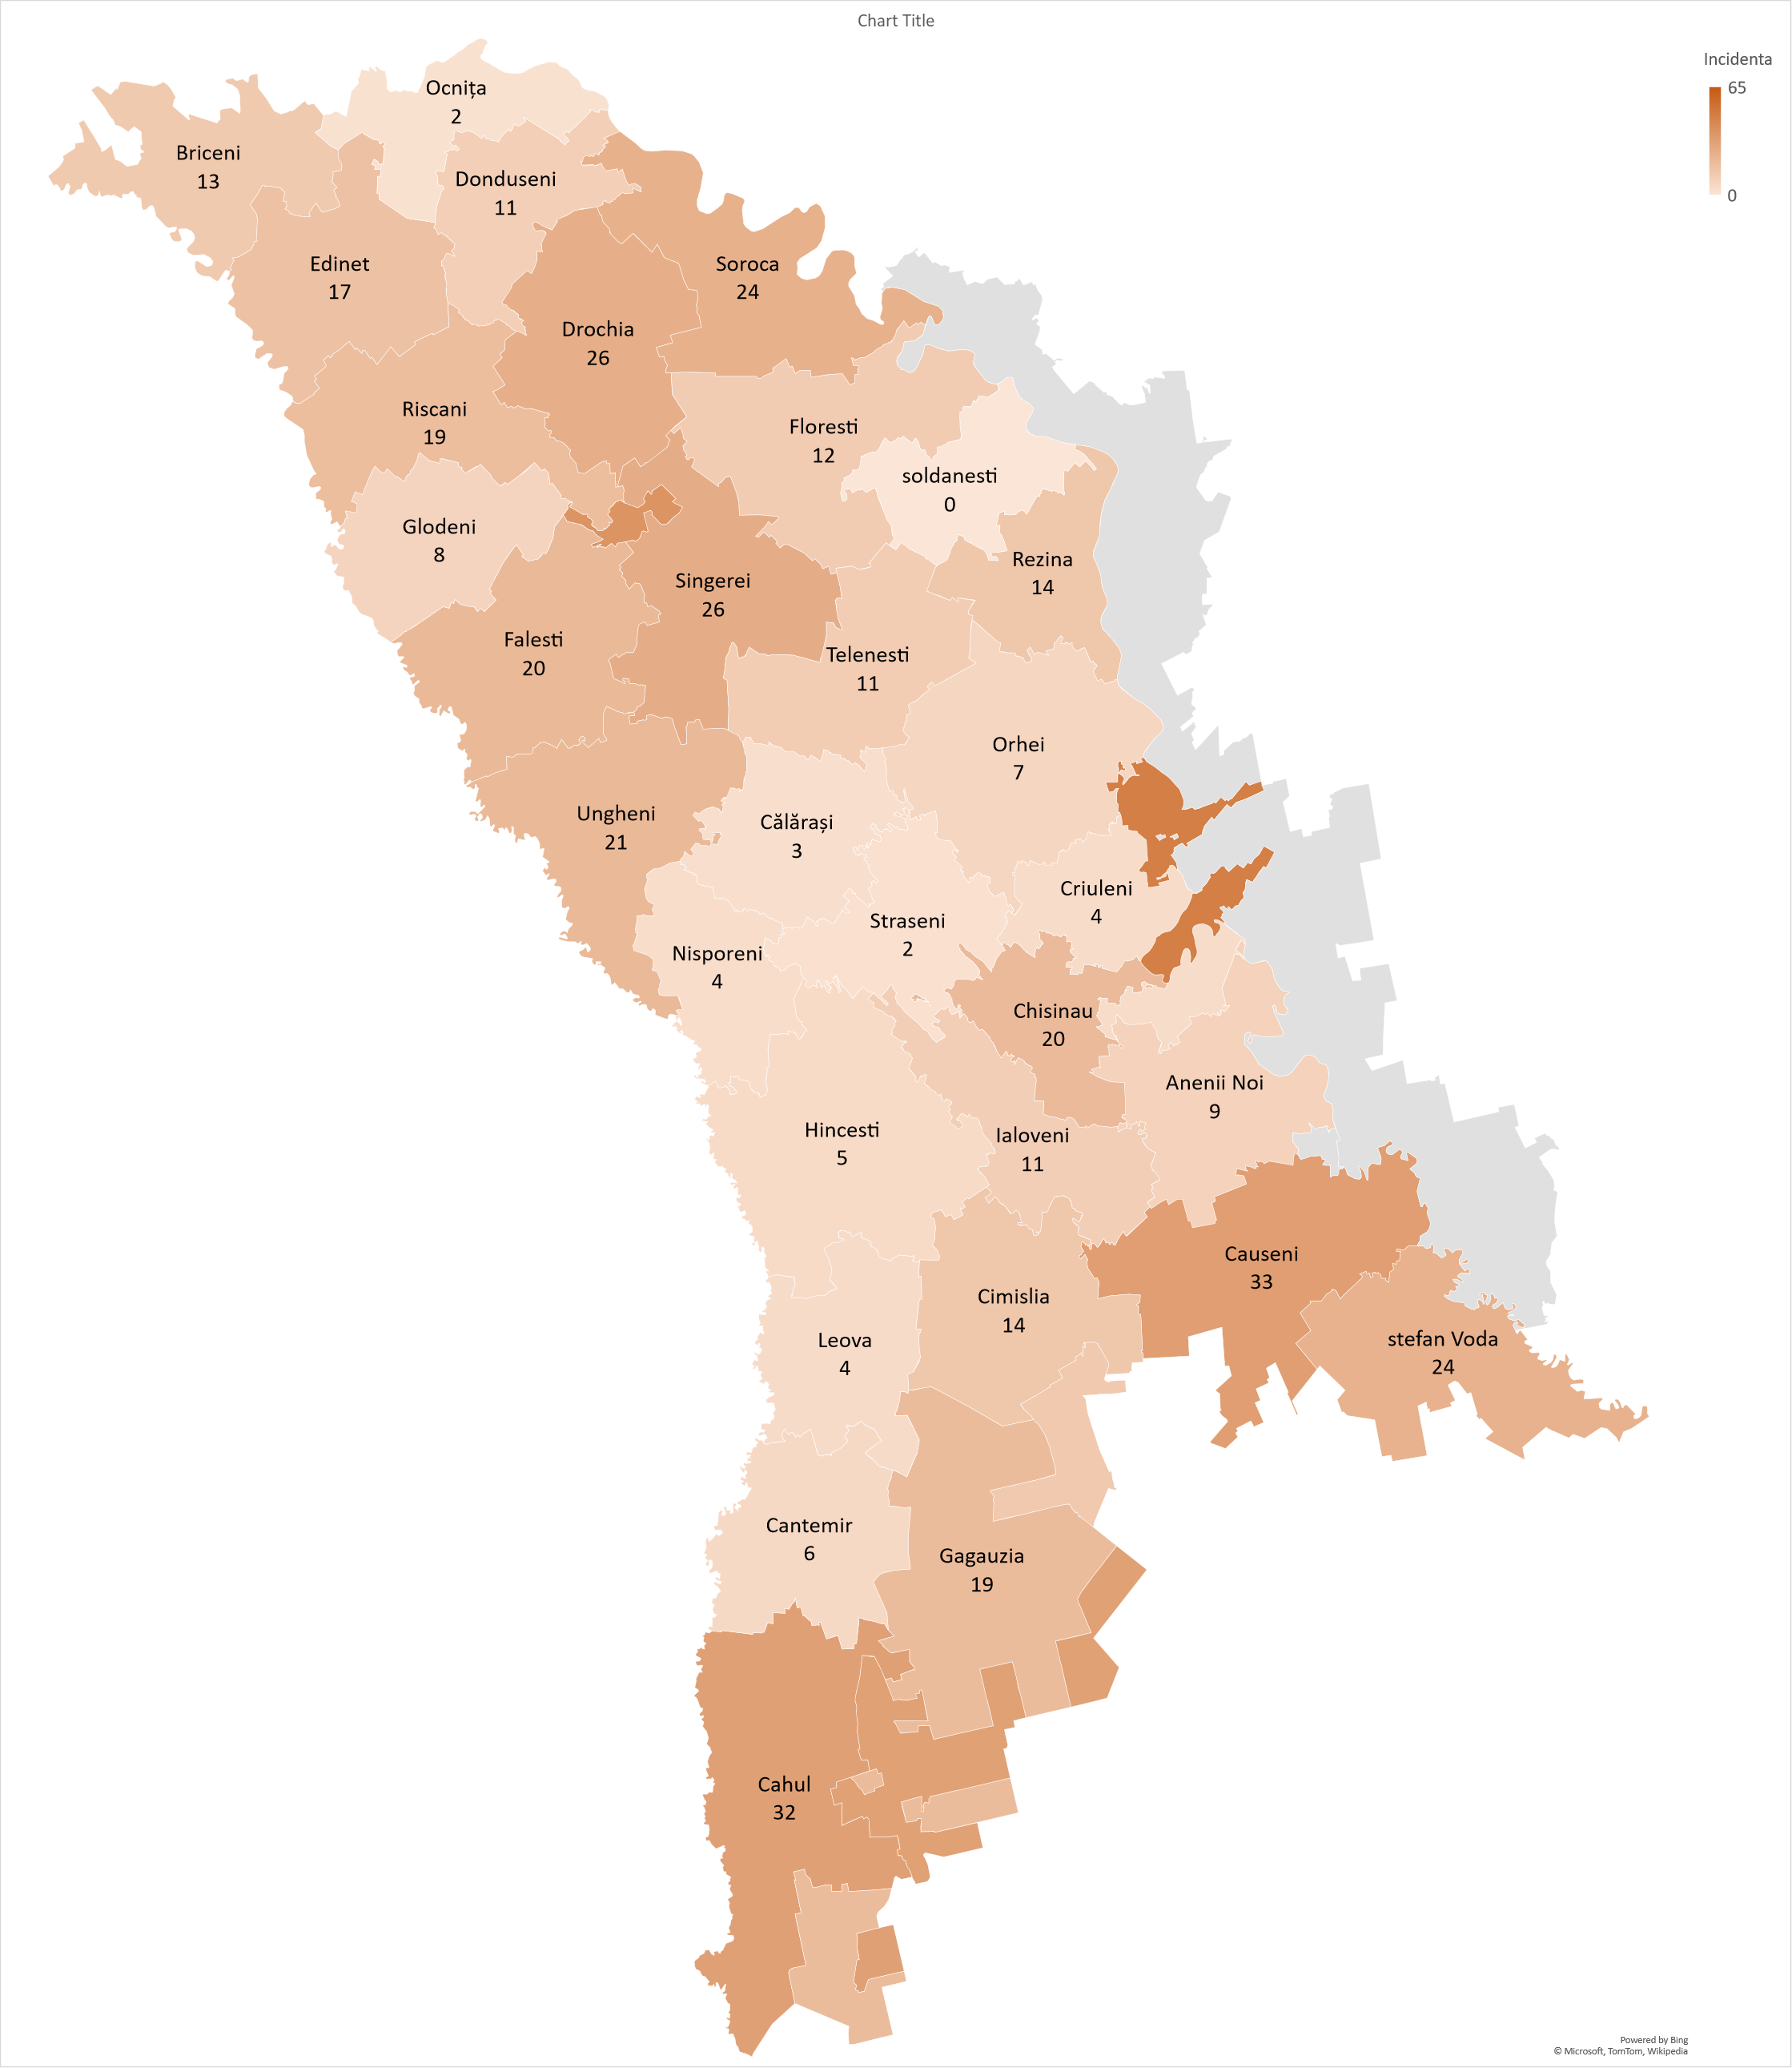 Chart Title
Incidenta
65
0
Ocnița
2
Briceni
13
Donduseni
11
Edinet
17
Soroca
24
Drochia
26
Riscani
19
Floresti
12
soldanesti
0
Glodeni
8
Rezina
14
Singerei
26
Falesti
20
Telenesti
11
Orhei
7
Ungheni
21
Călărași
3
Criuleni
4
Straseni
2
Nisporeni
4
Chisinau
20
Anenii Noi
9
Hincesti
5
Ialoveni
11
Causeni
33
Cimislia
14
Leova
4
stefan Voda
24
Cantemir
6
Gagauzia
19
Cahul
32
Powered by Bing
© Microsoft, TomTom, Wikipedia